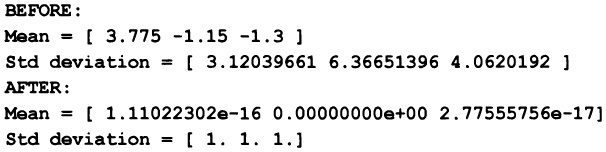 BEFORE:
Mean = [ 3.775 -1.15 -1.3 ]
Std deviation = [ 3.12039661 6.36651396 4.0620192 ]
AFTER:
Mean = [ 1.11022302e-16 0.00000000e+00 2.77555756e-17]
Std deviation = [ 1. 1. 1.]